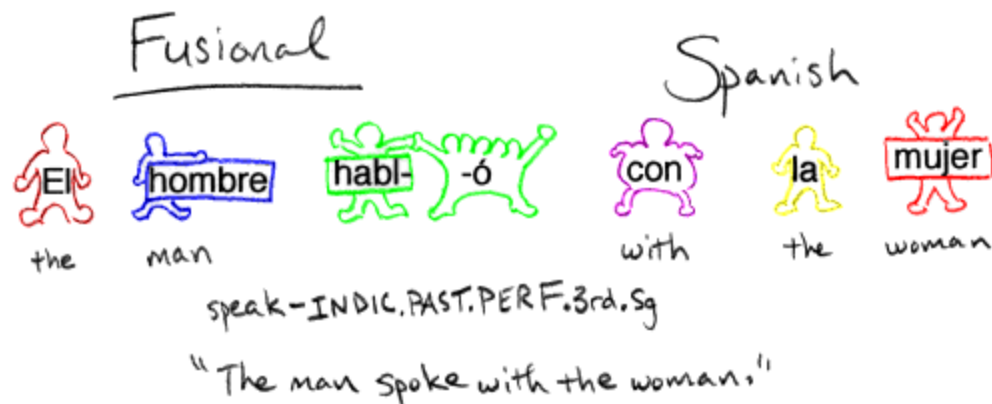 Fusional Spanish
El hombre habl- -ó con la mujer
the man with the woman
speak-INDIC.PAST.PERF.3rd.Sg
"The man spoke with the woman."